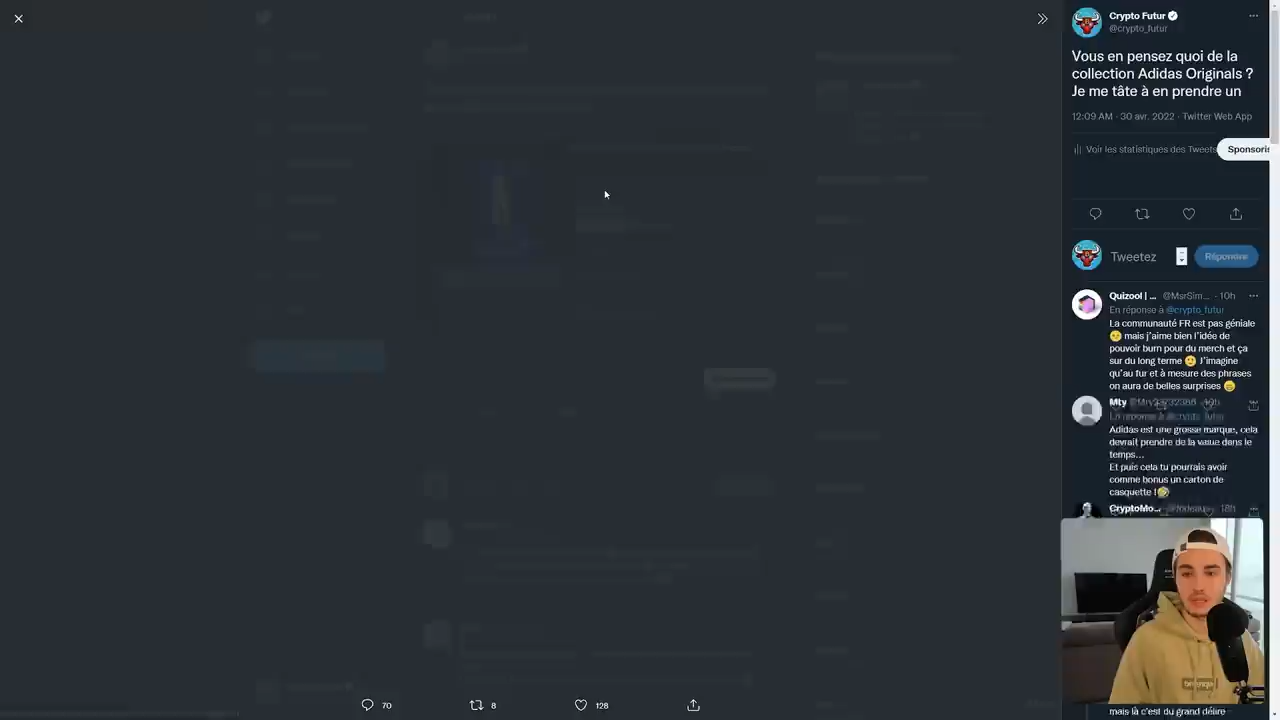 Crypto Futur
@crypto_futur
Vous en pensez quoi de la
collection Adidas Originals ?
Je me tâte à en prendre un
12:09 AM · 30 avr. 2022 · Twitter Web App
Voir les statistiques des Tweets
Sponsoris
Tweetez
Répondre
Quizool | ... @MsrSim... · 10h
En réponse à @crypto_futur
La communauté FR est pas géniale
mais j'aime bien l'idée de
pouvoir burn pour du merch et ça
sur du long terme 
J'imagine
qu'au fur et à mesure des phrases
on aura de belles surprises
Mty
En réponse à @crypto_futur
Adidas est une grosse marque, cela
devrait prendre de la value dans le
temps...
Et puis cela tu pourrais avoir
comme bonus un carton de
casquette !
CryptoMo... 18h
mais là c'est du grand délire
70
8
128